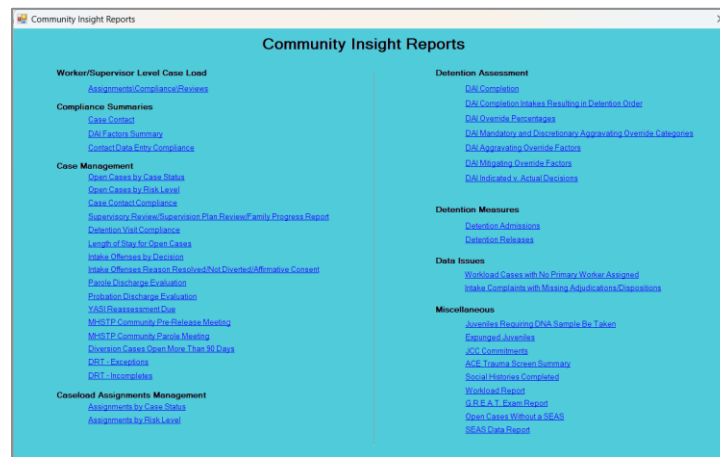 Community Insight Reports
Community Insight Reports
Worker/Supervisor Level Case Load
Assignments\Compliance\Reviews
Compliance Summaries
Case Contact
DAI Factors Summary
Contact Data Entry Compliance
Case Management
Open Cases by Case Status
Open Cases by Risk Level
Case Contact Compliance
Supervisory Review/Supervision Plan Review/Family Progress Report
Detention Visit Compliance
Length of Stay for Open Cases
Intake Offenses by Decision
Intake Offenses Reason Resolved/Not Diverted/Affirmative Consent
Parole Discharge Evaluation
Probation Discharge Evaluation
YASI Reassessment Due
MHSTP Community Pre-Release Meeting
MHSTP Community Parole Meeting
Diversion Cases Open More Than 90 Days
DRT - Exceptions
DRT - Incompletes
Caseload Assignments Management
Assignments by Case Status
Assignments by Risk Level
Detention Assessment
DAI Completion
DAI Completion Intakes Resulting in Detention Order
DAI Override Percentages
DAI Mandatory and Discretionary Aggravating Override Categories
DAI Aggravating Override Factors
DAI Mitigating Override Factors
DAI Indicated v. Actual Decisions
Detention Measures
Detention Admissions
Detention Releases
Data Issues
Workload Cases with No Primary Worker Assigned
Intake Complaints with Missing Adjudications/Dispositions
Miscellaneous
Juveniles Requiring DNA Sample Be Taken
Expunged Juveniles
JCC Commitments
ACE Trauma Screen Summary
Social Histories Completed
Workload Report
G.R.E.A.T. Exam Report
Open Cases Without a SEAS
SEAS Data Report